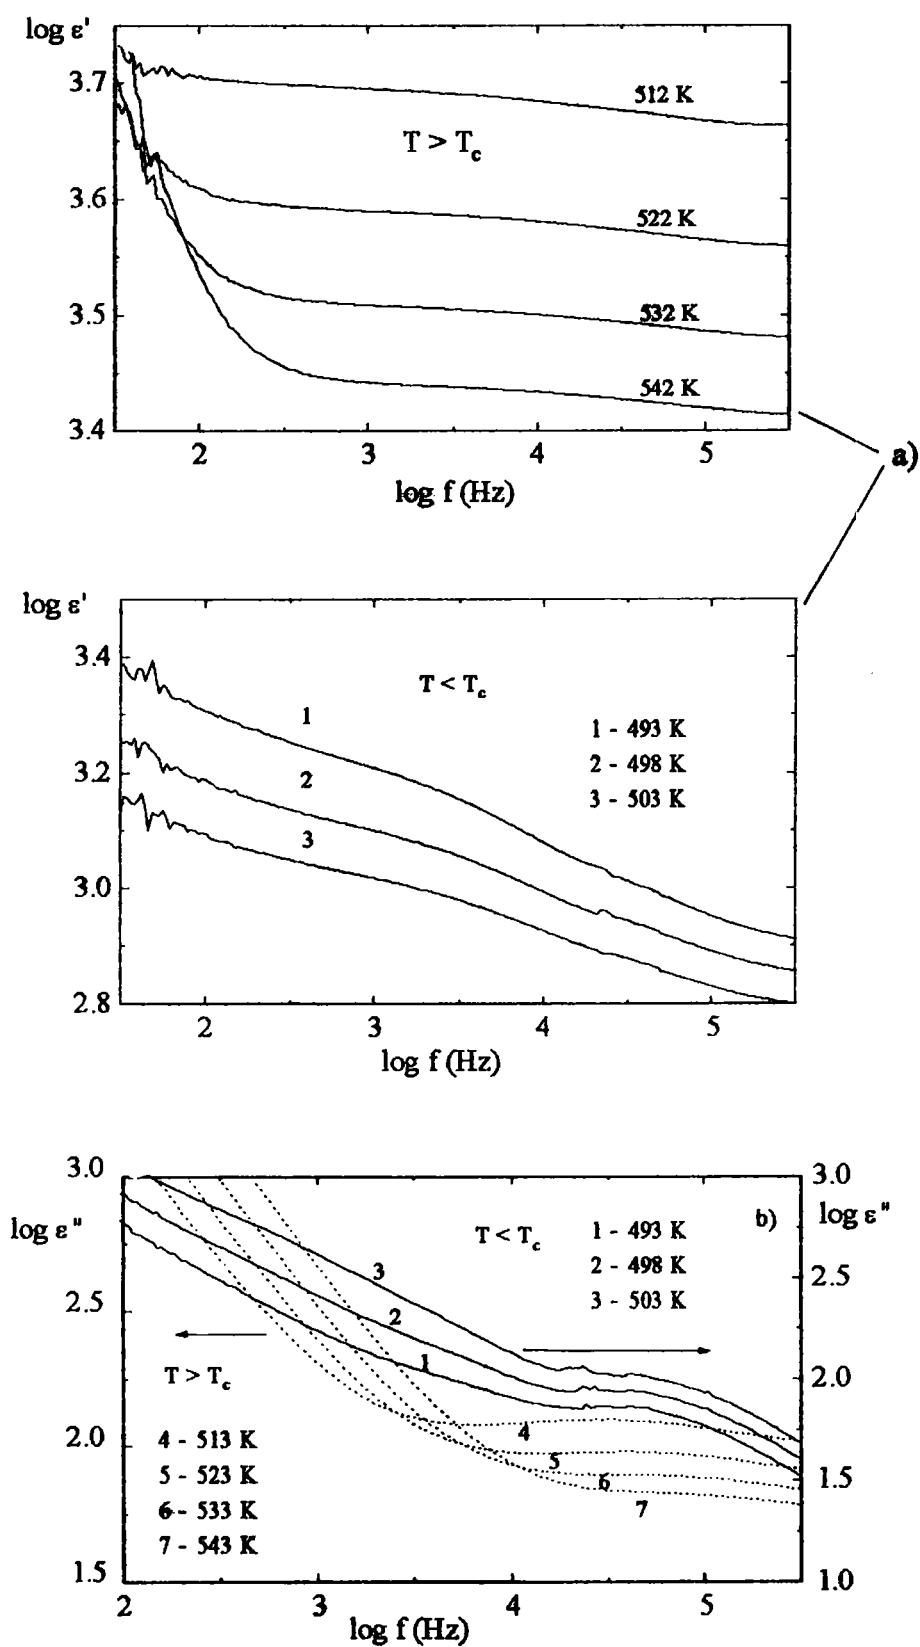 log ε'
3.7
3.6
3.5
3.4
512 K
T > T_c
522 K
532 K
542 K
2 3 4 5
log f (Hz)
a)
log ε'
3.4
3.2
3.0
2.8
T < T_c
1
2
3
1 - 493 K
2 - 498 K
3 - 503 K
2 3 4 5
log f (Hz)
3.0
log ε"
2.5
2.0
1.5
T < T_c
1 - 493 K
2 - 498 K
3 - 503 K
b)
3.0
log ε"
2.5
2.0
1.5
1.0
3
2
1
T > T_c
4 - 513 K
5 - 523 K
6 - 533 K
7 - 543 K
4
5
6
7
2 3 4 5
log f (Hz)